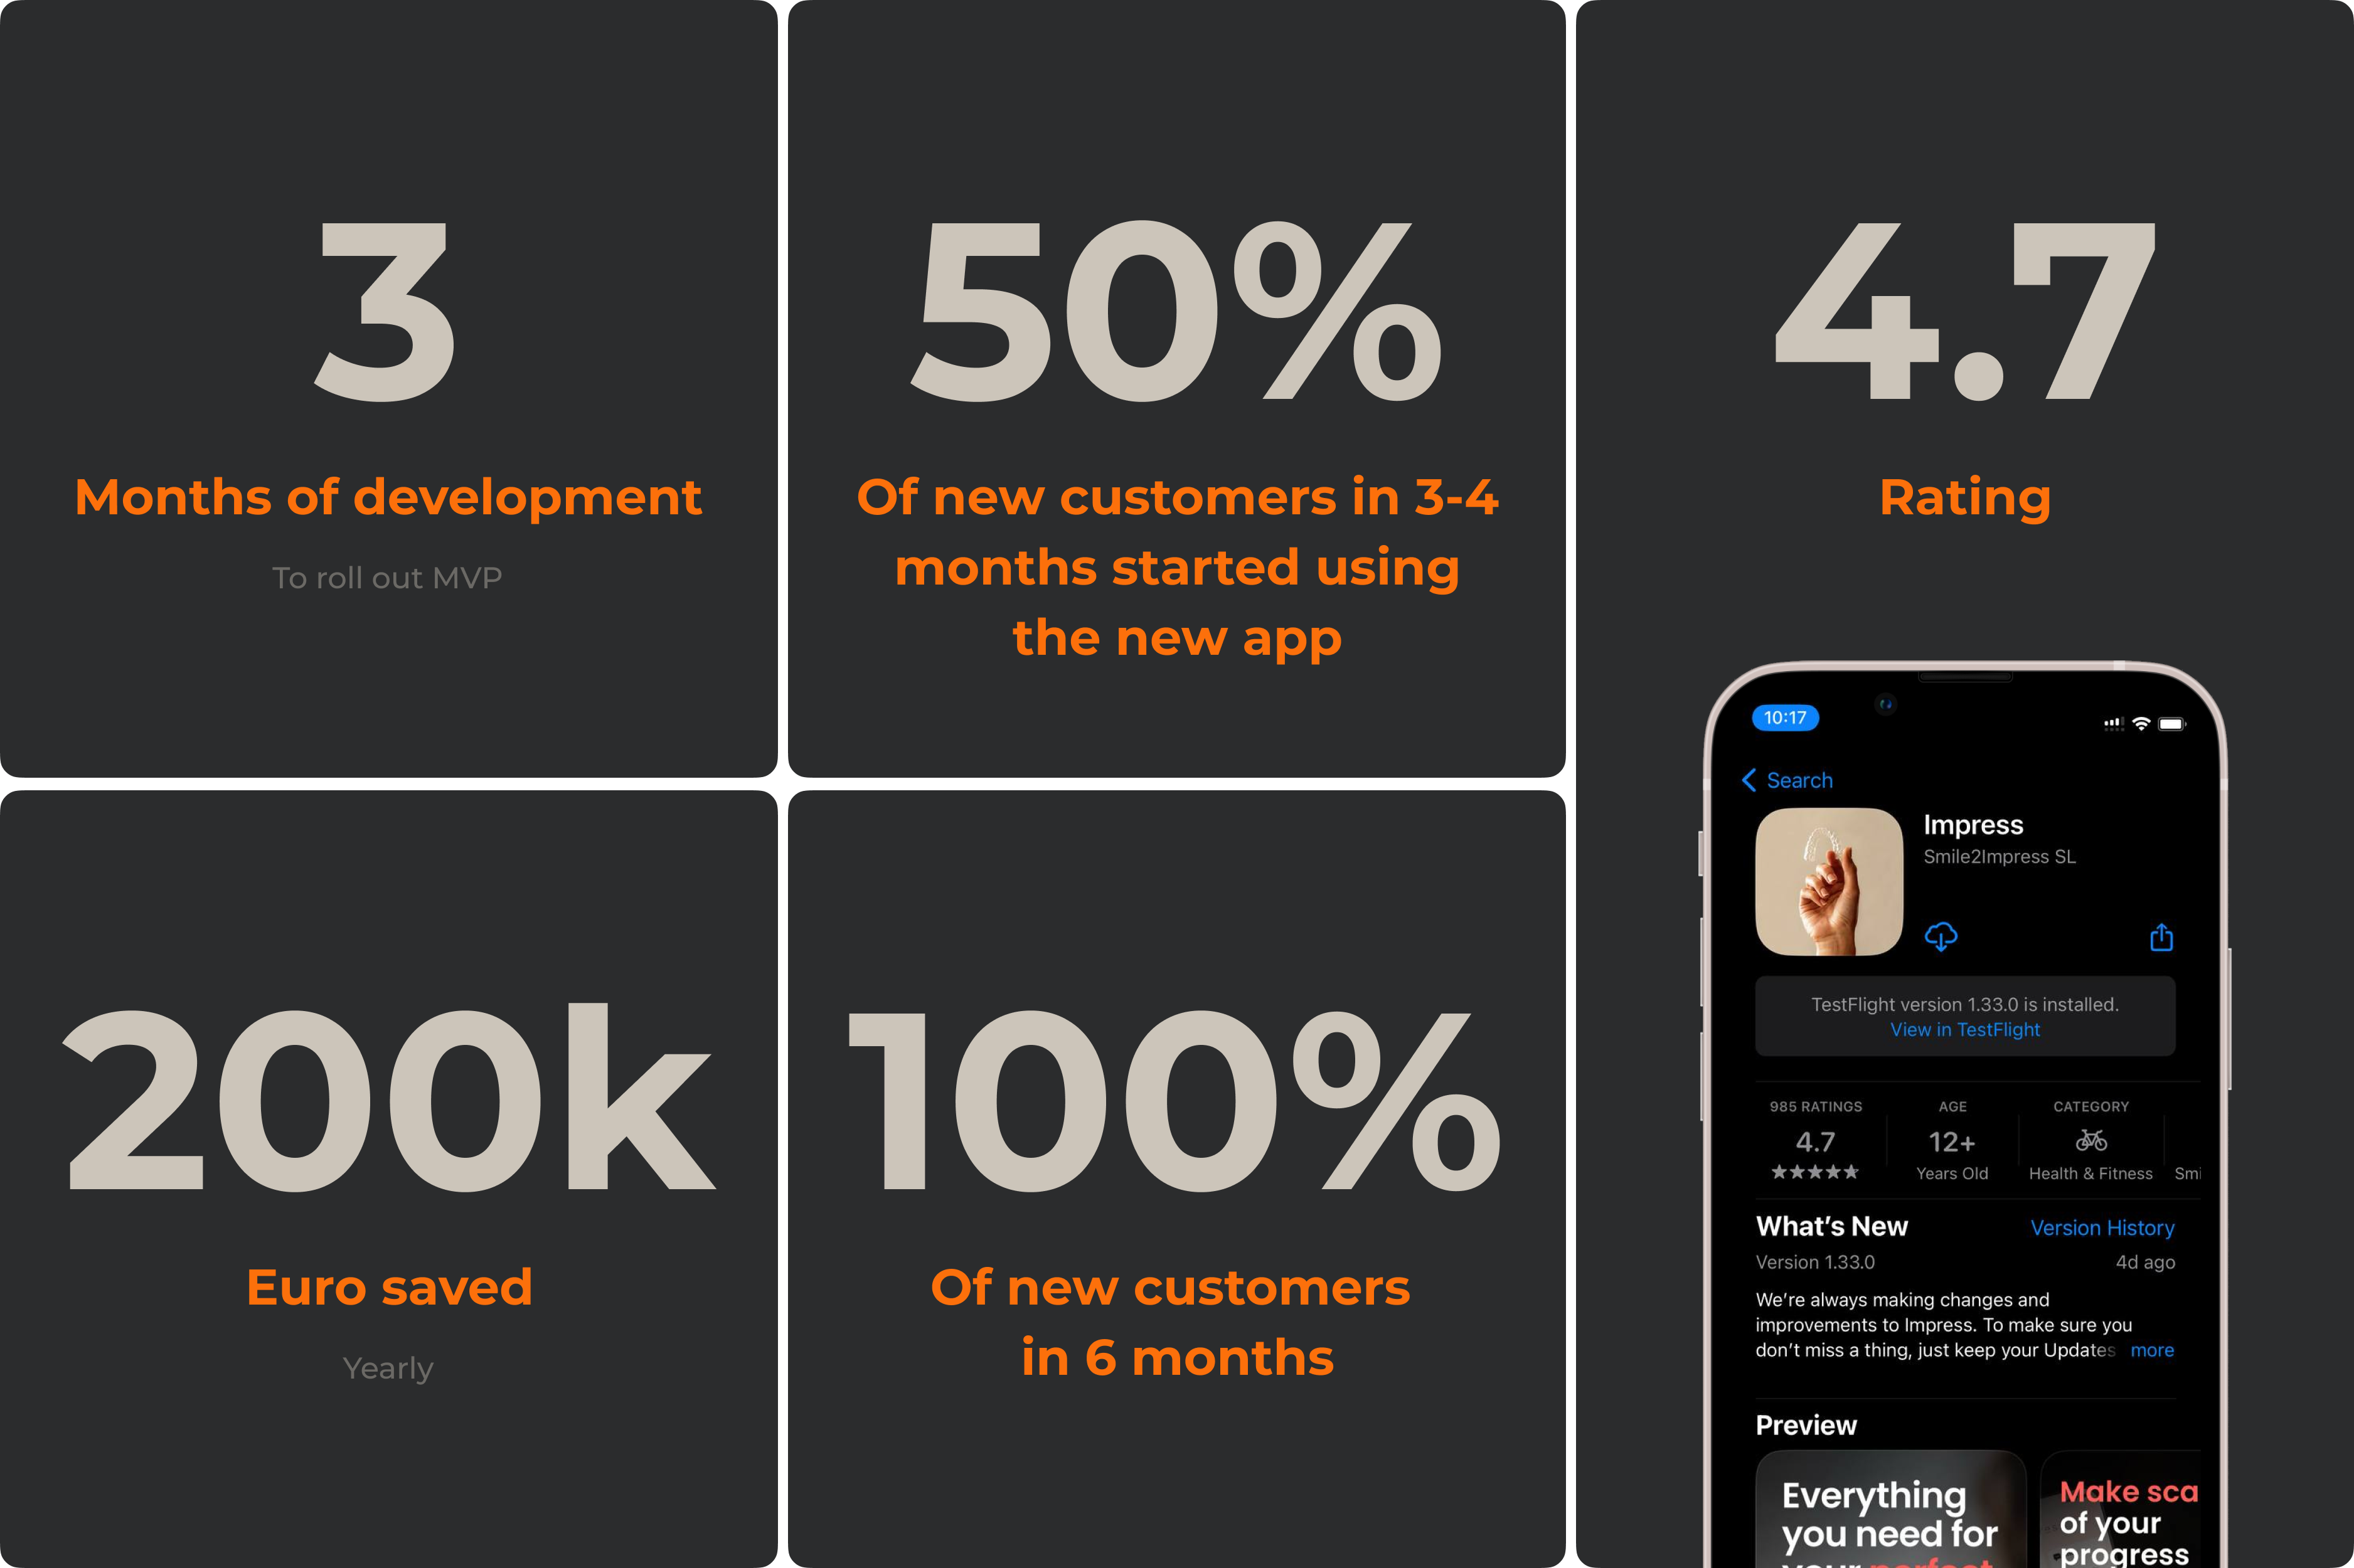 3
Months of development
To roll out MVP
50%
Of new customers in 3-4
months started using
the new app
4.7
Rating
200k
Euro saved
Yearly
100%
Of new customers
in 6 months
10:17
Search
Impress
Smile2Impress SL
TestFlight version 1.33.0 is installed.
View in TestFlight
985 RATINGS
4.7
AGE
12+
Years Old
CATEGORY
Health & Fitness
Smi
What’s New
Version History
Version 1.33.0
4d ago
We’re always making changes and
improvements to Impress. To make sure you
don’t miss a thing, just keep your Updates more
Preview
Everything
you need for
your perfect
Make sca
of your
progress